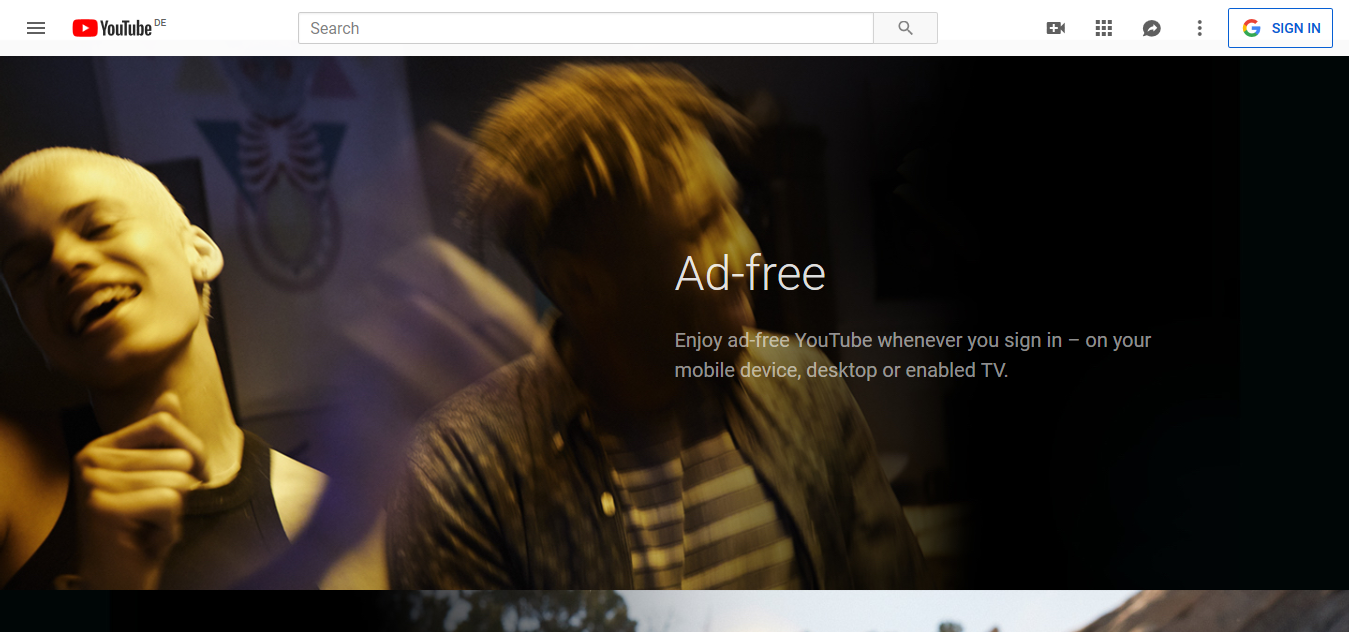 YouTube DE
Search
SIGN IN
Ad-free
Enjoy ad-free YouTube whenever you sign in – on your
mobile device, desktop or enabled TV.